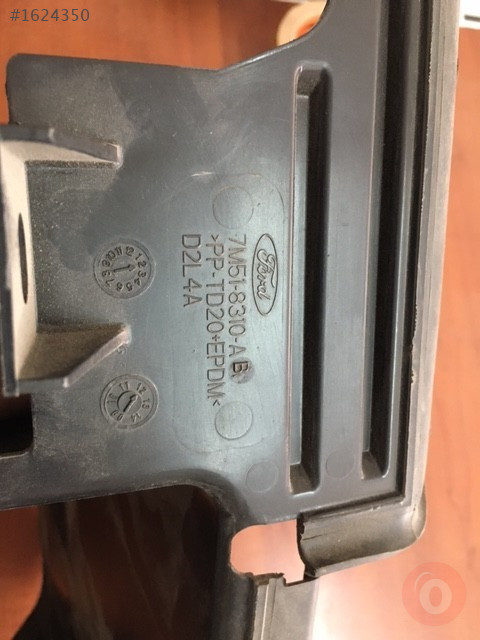 #1624350
Ford
7M51-8310-AB
>PP-TD20+EPDM<
D2L4A